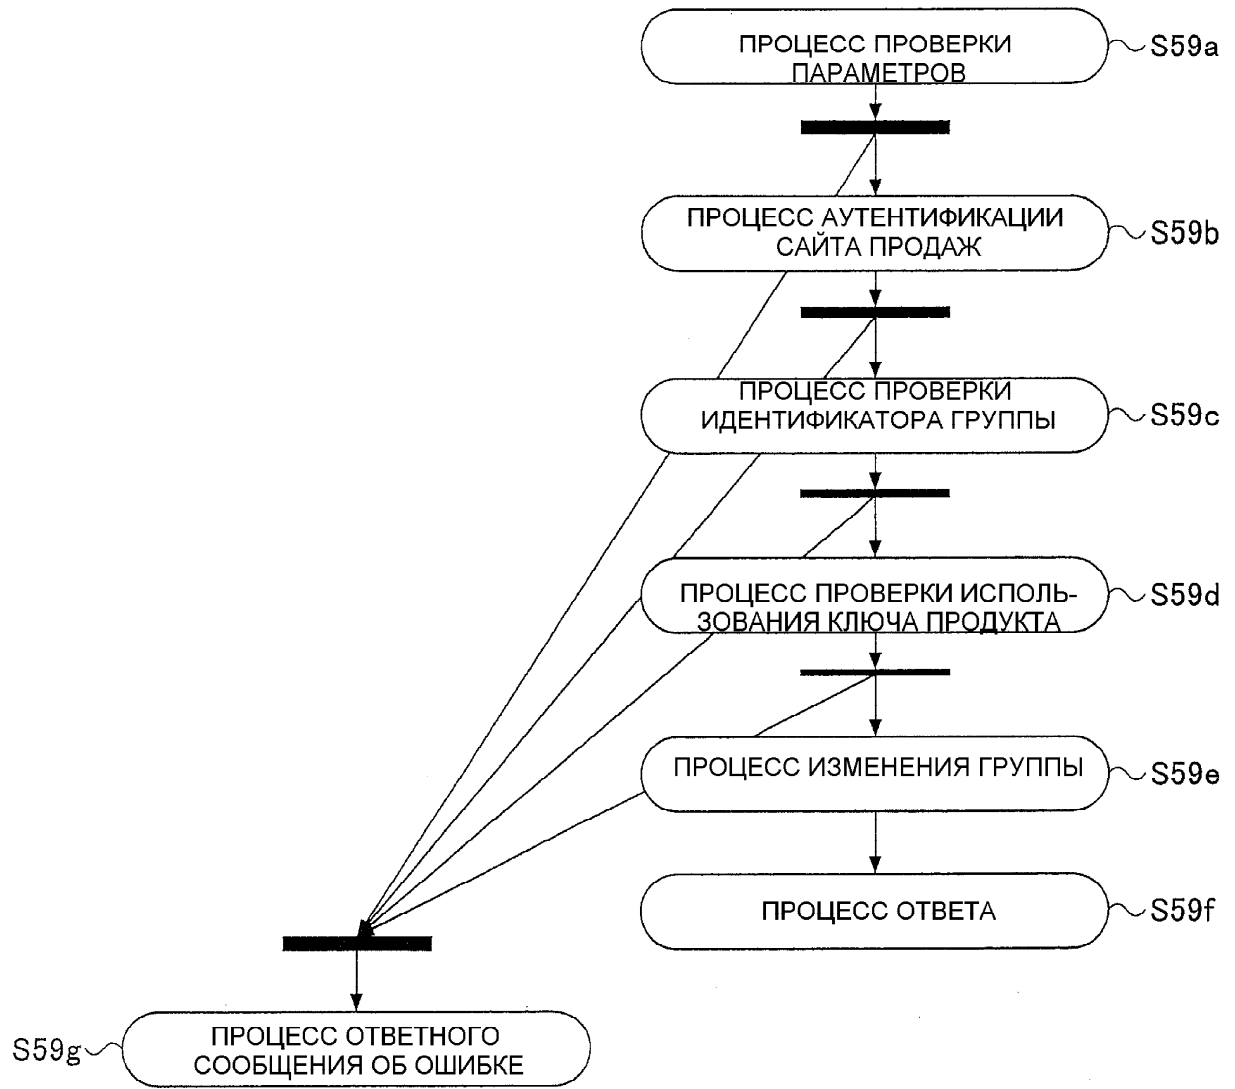 ПРОЦЕСС ПРОВЕРКИ
ПАРАМЕТРОВ
S59a
ПРОЦЕСС АУТЕНТИФИКАЦИИ
САЙТА ПРОДАЖ
S59b
ПРОЦЕСС ПРОВЕРКИ
ИДЕНТИФИКАТОРА ГРУППЫ
S59c
ПРОЦЕСС ПРОВЕРКИ ИСПОЛЬ-
ЗОВАНИЯ КЛЮЧА ПРОДУКТА
S59d
ПРОЦЕСС ИЗМЕНЕНИЯ ГРУППЫ
S59e
ПРОЦЕСС ОТВЕТА
S59f
S59g
ПРОЦЕСС ОТВЕТНОГО
СООБЩЕНИЯ ОБ ОШИБКЕ